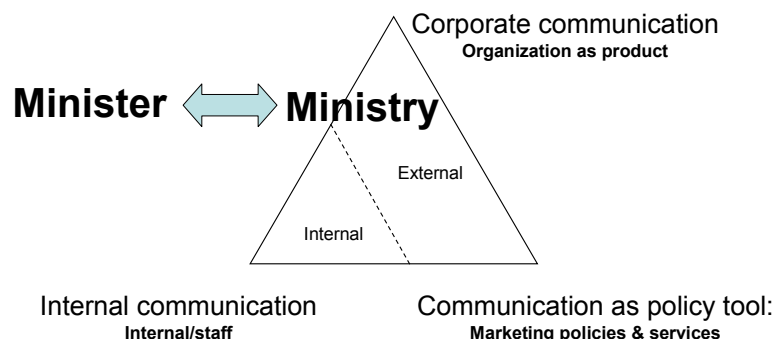 Corporate communication
Organization as product
Minister Ministry
External
Internal
Internal communication
Internal/staff
Communication as policy tool:
Marketing policies & services